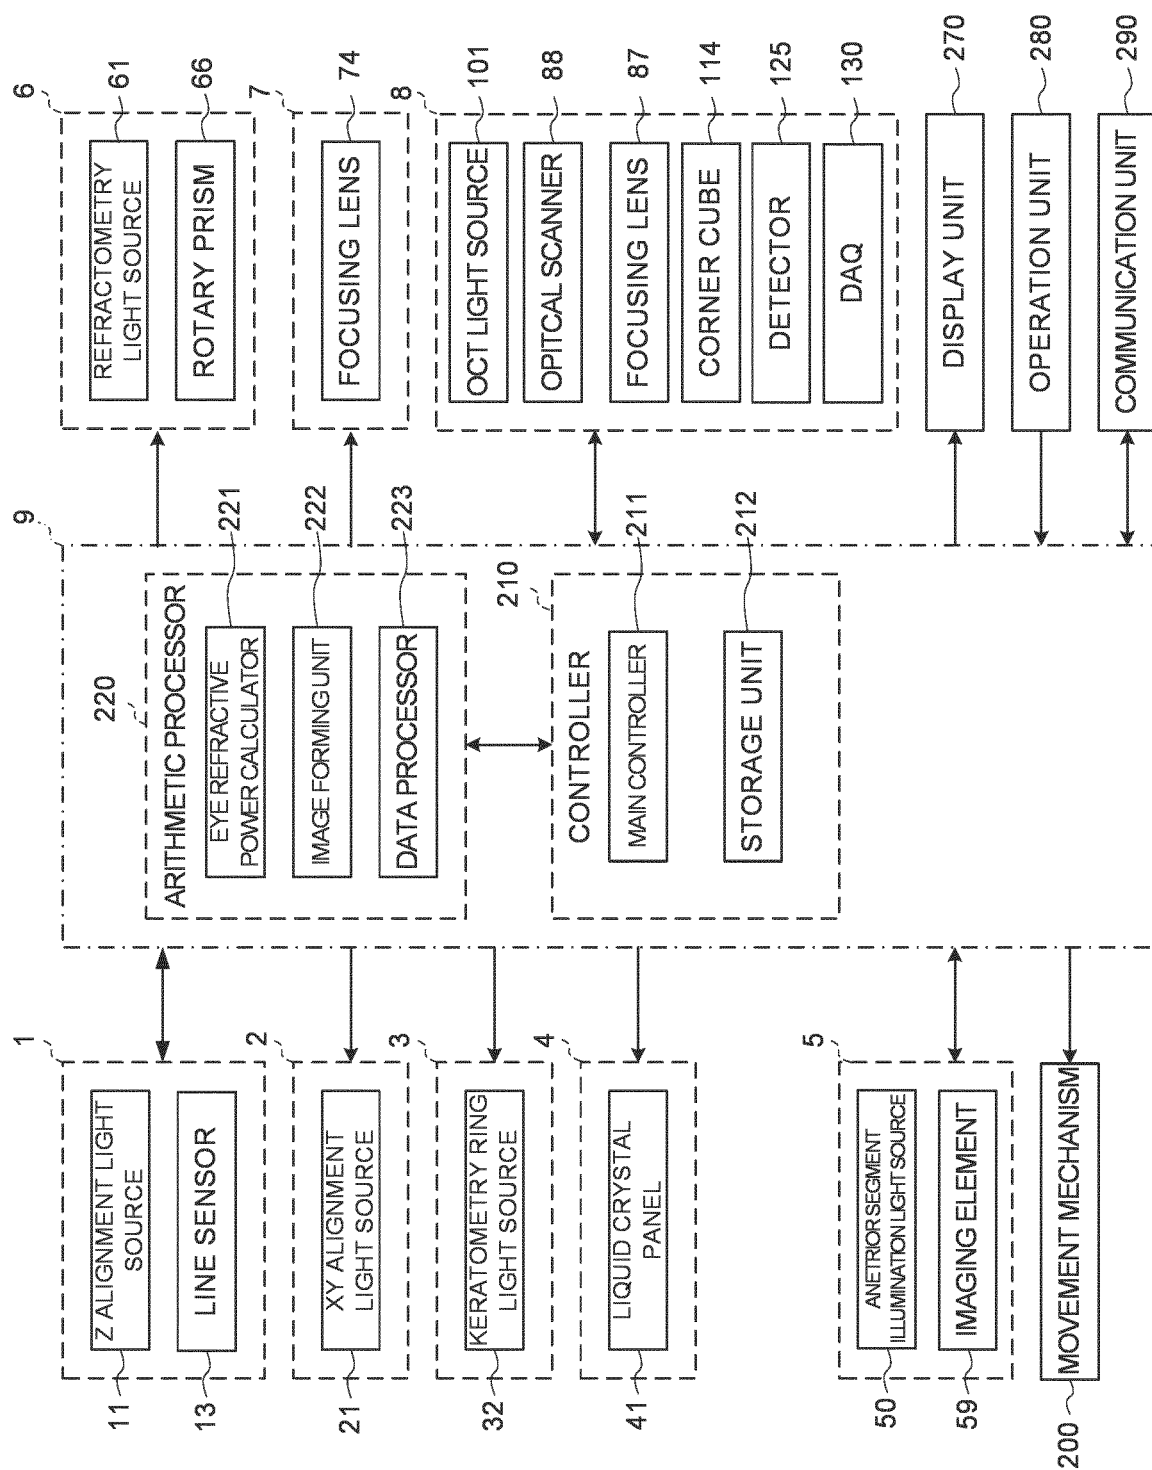 1
Z ALIGNMENT LIGHT
SOURCE
11
LINE SENSOR
13
2
XY ALIGNMENT
LIGHT SOURCE
21
3
KERATOMETRY RING
LIGHT SOURCE
32
4
LIQUID CRYSTAL
PANEL
41
5
ANETRIOR SEGMENT
ILLUMINATION LIGHT SOURCE
50
IMAGING ELEMENT
59
MOVEMENT MECHANISM
200
9
220
ARITHMETIC PROCESSOR
EYE REFRACTIVE
POWER CALCULATOR
221
IMAGE FORMING UNIT
222
DATA PROCESSOR
223
210
CONTROLLER
MAIN CONTROLLER
211
STORAGE UNIT
212
6
REFRACTOMETRY
LIGHT SOURCE
61
ROTARY PRISM
66
7
FOCUSING LENS
74
8
OCT LIGHT SOURCE
101
OPITCAL SCANNER
88
FOCUSING LENS
87
CORNER CUBE
114
DETECTOR
125
DAQ
130
DISPLAY UNIT
270
OPERATION UNIT
280
COMMUNICATION UNIT
290